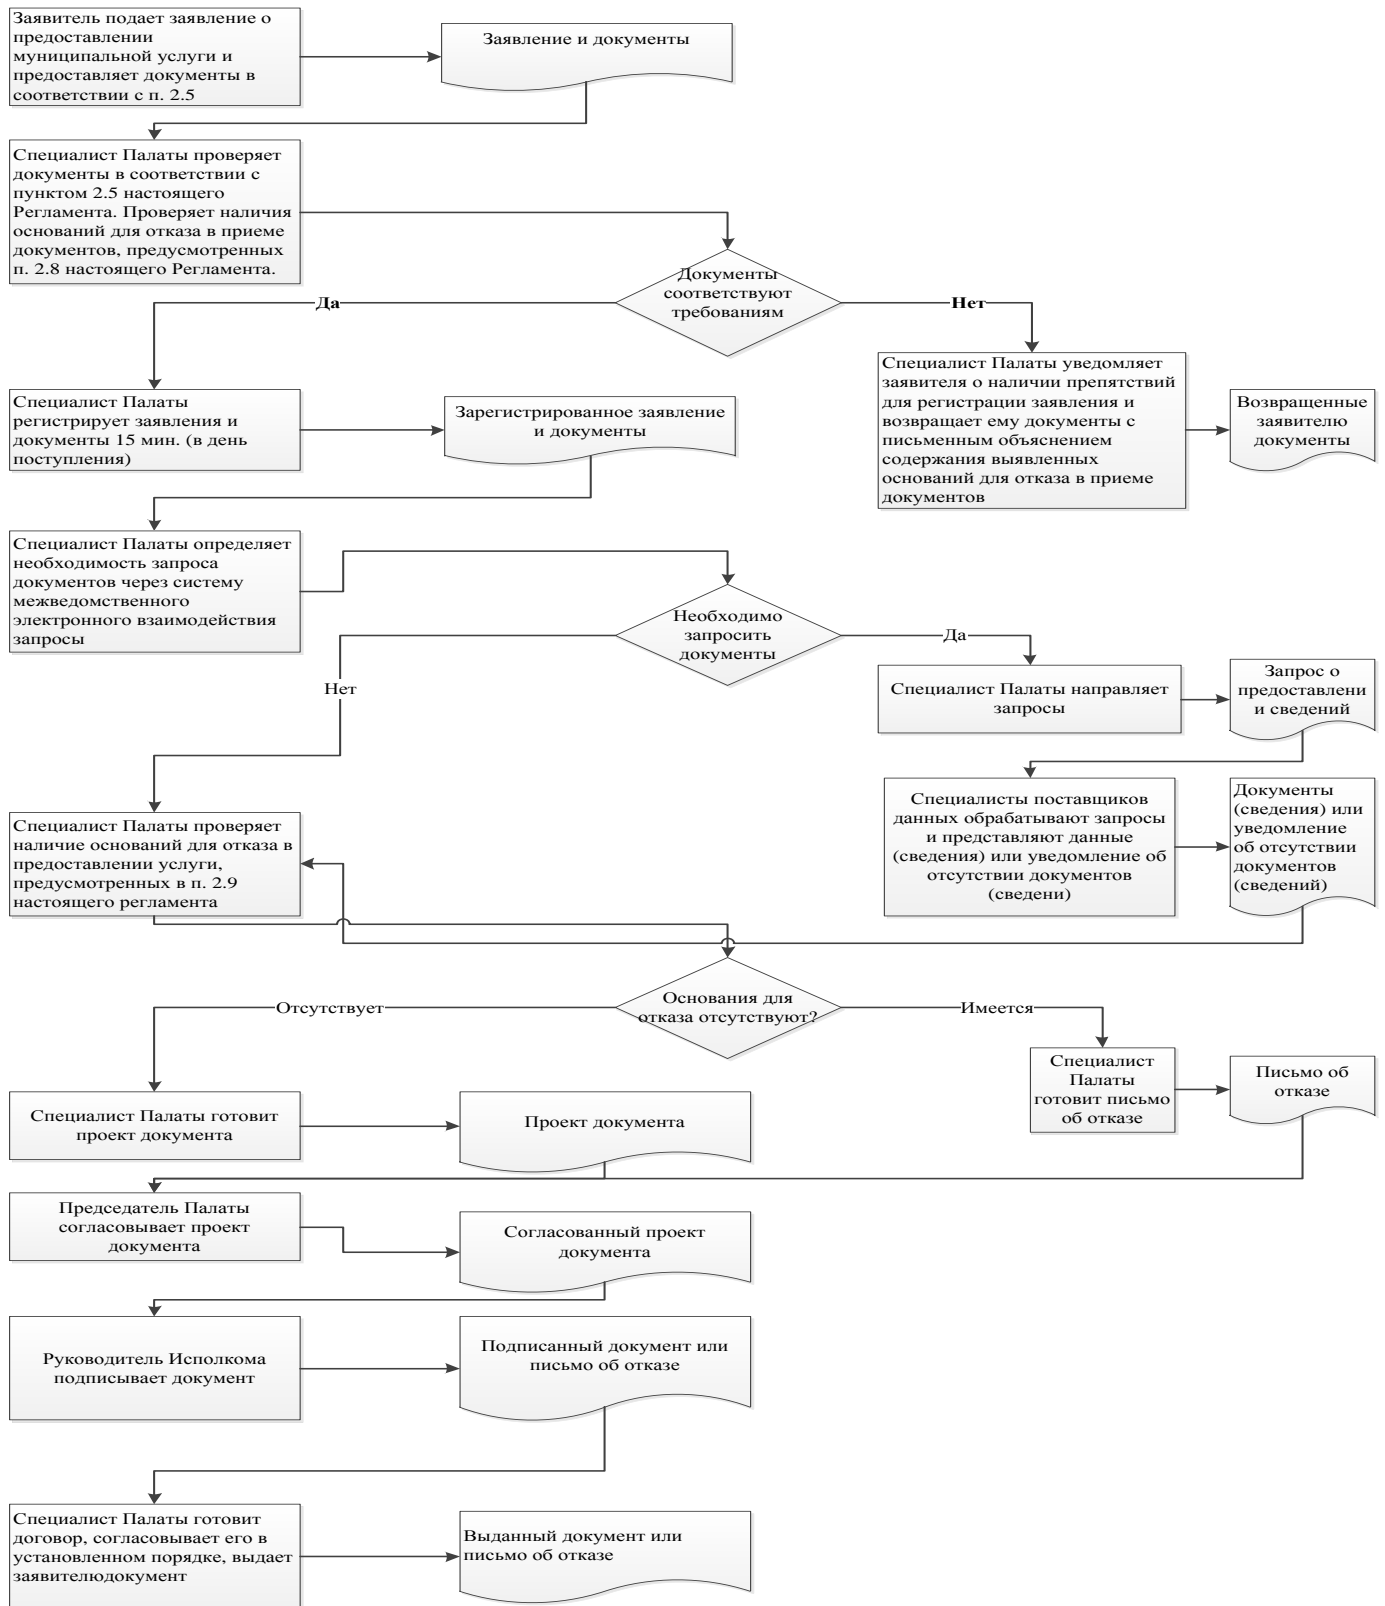 Заявитель подает заявление о
предоставлении
муниципальной услуги и
предоставляет документы в
соответствии с п. 2.5
Заявление и документы
Специалист Палаты проверяет
документы в соответствии с
пунктом 2.5 настоящего
Регламента. Проверяет наличия
оснований для отказа в приеме
документов, предусмотренных
п. 2.8 настоящего Регламента.
Документы
соответствуют
требованиям
Да
Нет
Специалист Палаты
регистрирует заявления и
документы 15 мин. (в день
поступления)
Зарегистрированное заявление
и документы
Специалист Палаты уведомляет
заявителя о наличии препятствий
для регистрации заявления и
возвращает ему документы с
письменным объяснением
содержания выявленных
оснований для отказа в приеме
документов
Возвращенные
заявителю
документы
Специалист Палаты определяет
необходимость запроса
документов через систему
межведомственного
электронного взаимодействия
запросы
Необходимо
запросить
документы
Да
Нет
Специалист Палаты направляет
запросы
Запрос о
предоставлени
и сведений
Специалисты поставщиков
данных обрабатывают запросы
и представляют данные
(сведения) или уведомление об
отсутствии документов
(сведени)
Документы
(сведения) или
уведомление
об отсутствии
документов
(сведений)
Специалист Палаты проверяет
наличие оснований для отказа в
предоставлении услуги,
предусмотренных в п. 2.9
настоящего регламента
Основания для
отказа отсутствуют?
Отсутствует
Имеется
Специалист
Палаты
готовит письмо
об отказе
Письмо об
отказе
Специалист Палаты готовит
проект документа
Проект документа
Председатель Палаты
согласовывает проект
документа
Согласованный проект
документа
Руководитель Исполкома
подписывает документ
Подписанный документ или
письмо об отказе
Специалист Палаты готовит
договор, согласовывает его в
установленном порядке, выдает
заявителюдокумент
Выданный документ или
письмо об отказе